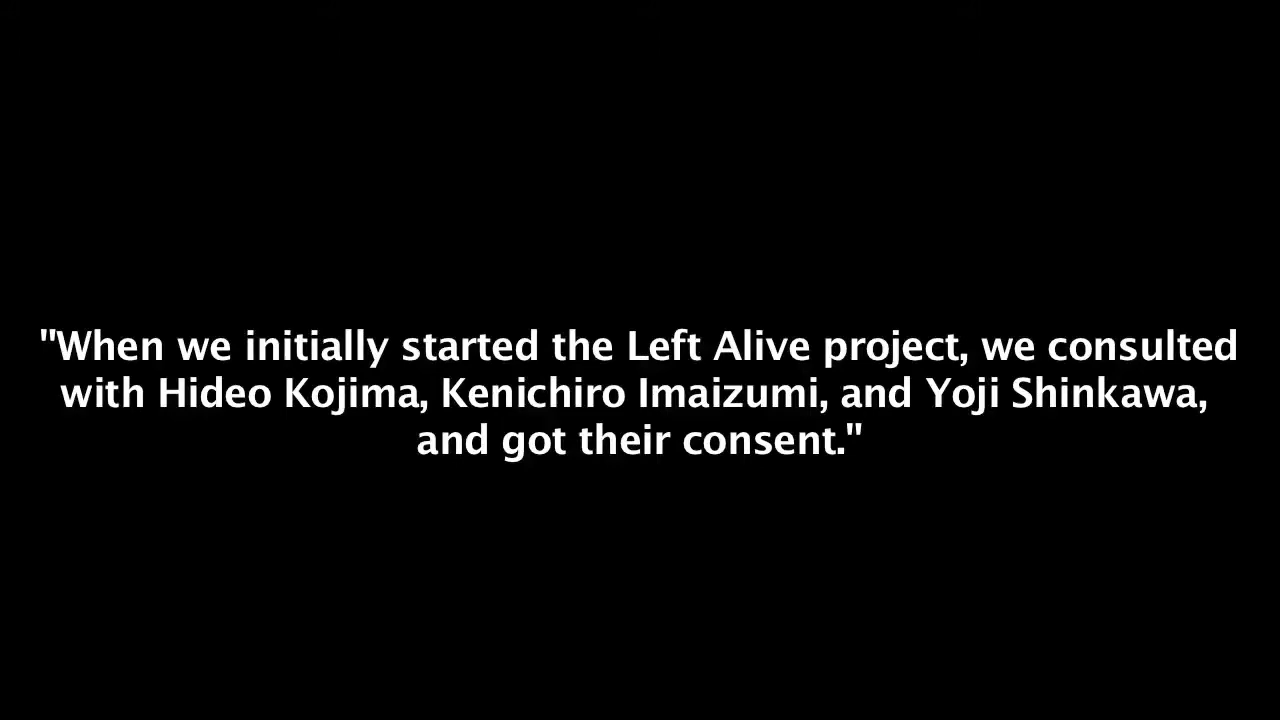 "When we initially started the Left Alive project, we consulted
with Hideo Kojima, Kenichiro Imaizumi, and Yoji Shinkawa,
and got their consent."